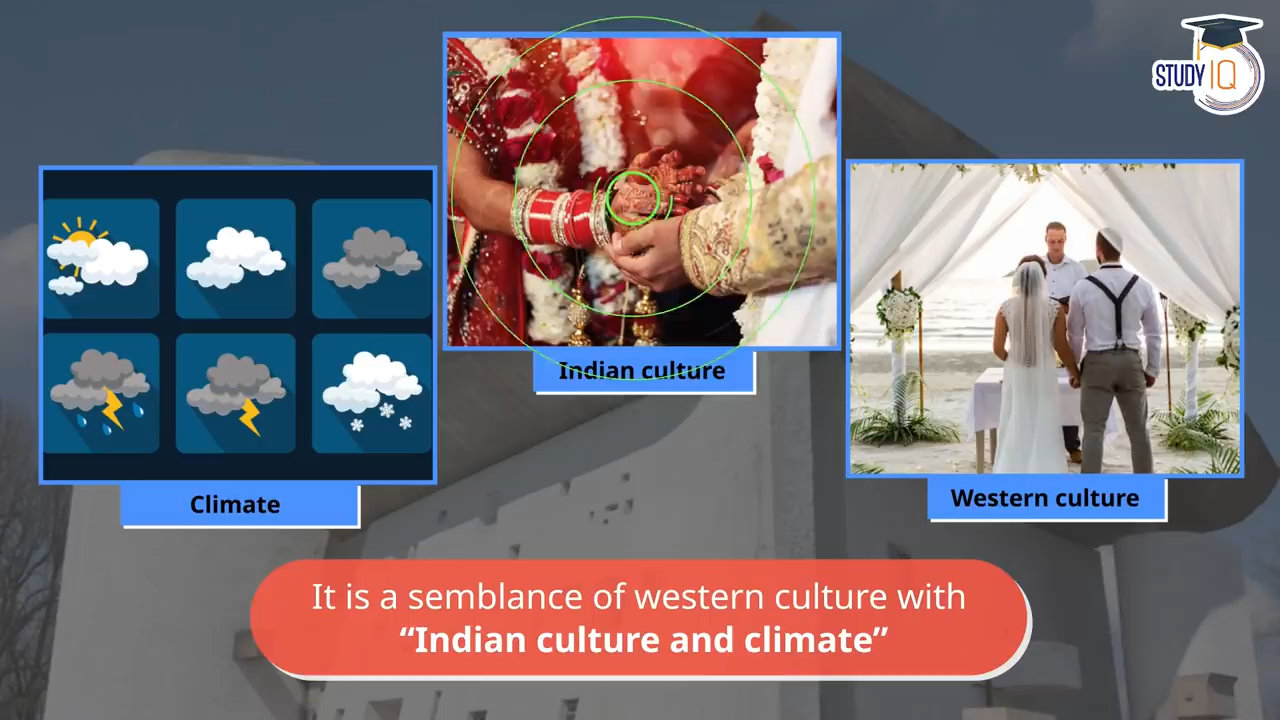 STUDY IQ
Indian culture
Climate
Western culture
It is a semblance of western culture with
“Indian culture and climate”